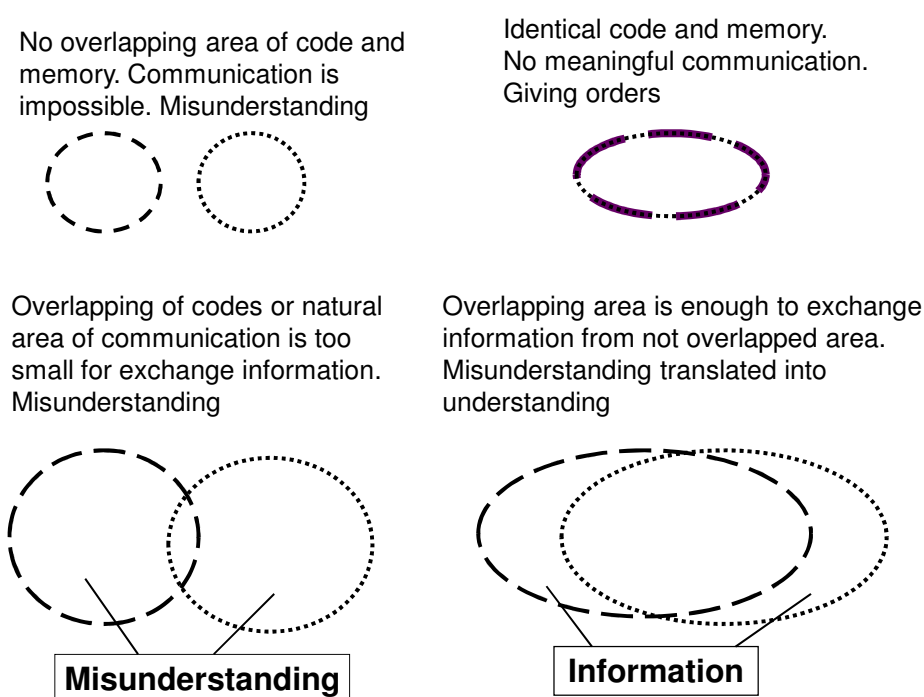 No overlapping area of code and
memory. Communication is
impossible. Misunderstanding
Identical code and memory.
No meaningful communication.
Giving orders
Overlapping of codes or natural
area of communication is too
small for exchange information.
Misunderstanding
Overlapping area is enough to exchange
information from not overlapped area.
Misunderstanding translated into
understanding
Misunderstanding
Information